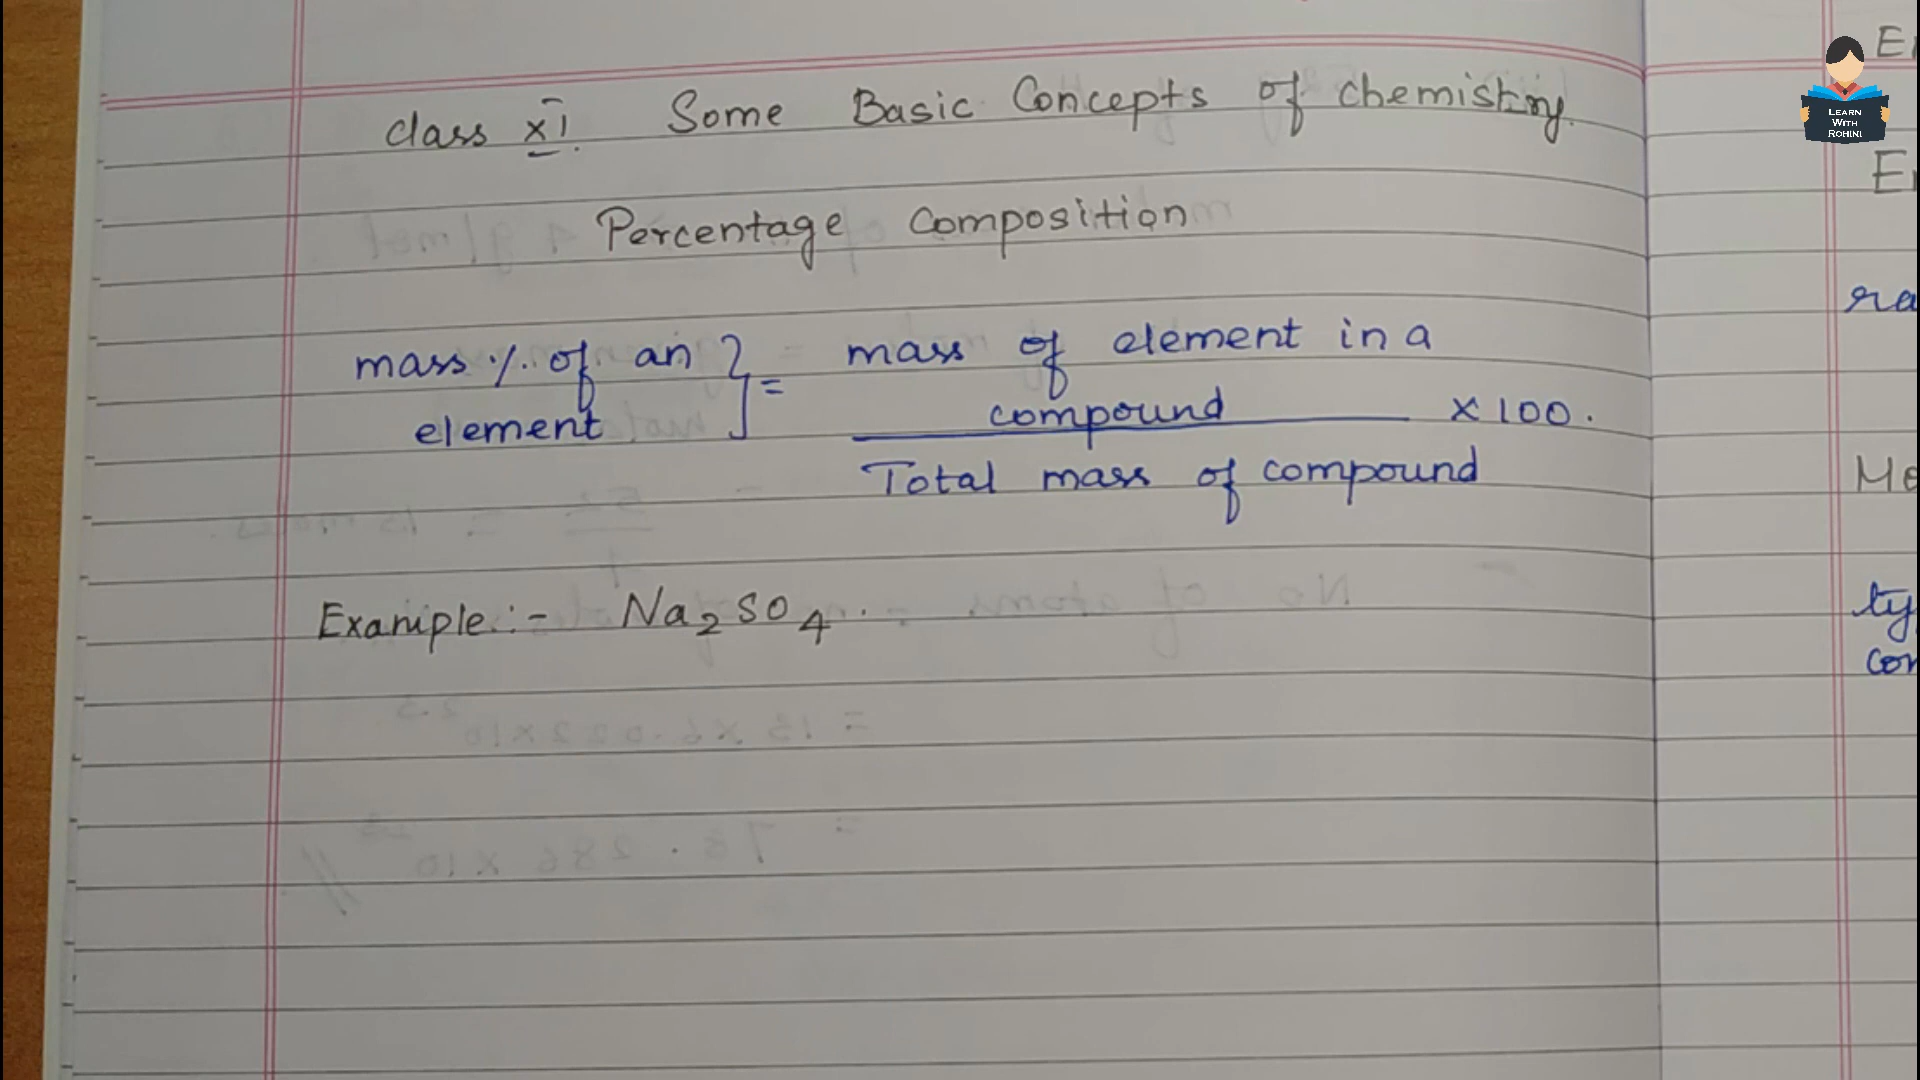 class XI. Some Basic Concepts of chemistry.
Percentage Composition
mass % of an element } = mass of element in a
compound × 100.
Total mass of compound
Example:- Na₂SO₄.
LEARN
WITH
ROHINI